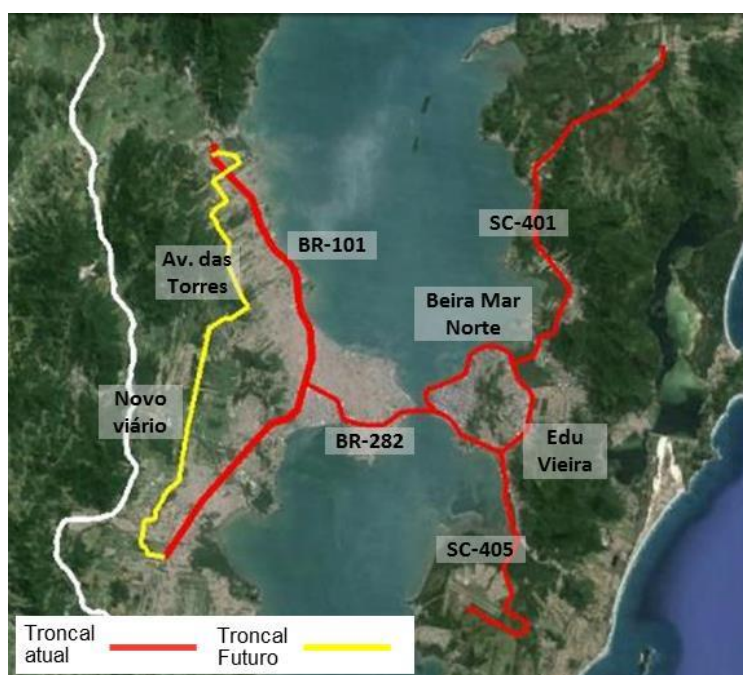 SC-401
BR-101
Av. das
Torres
Beira Mar
Norte
Novo
viário
BR-282
Edu
Vieira
SC-405
Troncal
atual
Troncal
Futuro